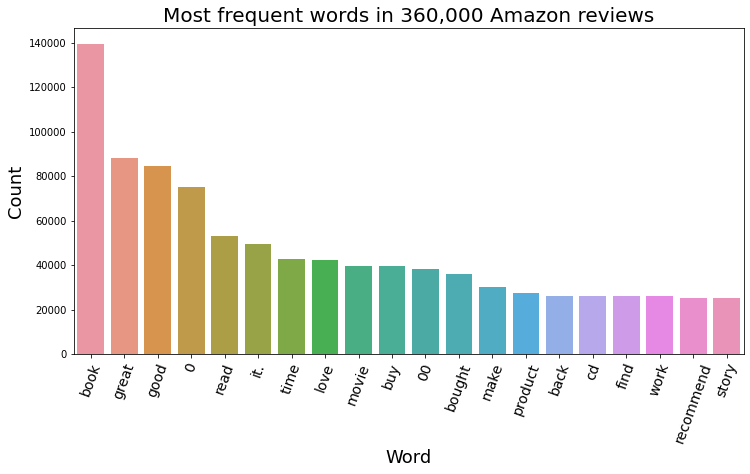 Most frequent words in 360,000 Amazon reviews
Count
140000
120000
100000
80000
60000
40000
20000
0
book
great
good
0
read
it.
time
love
movie
buy
00
bought
make
product
back
cd
find
work
recommend
story
Word